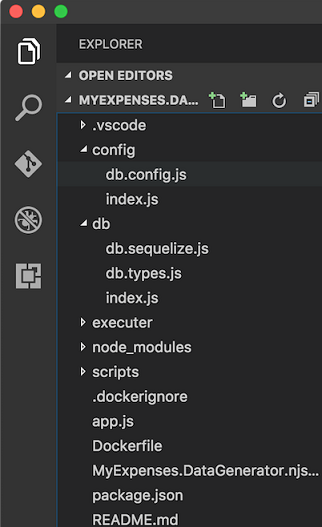 EXPLORER
OPEN EDITORS
MYEXPENSES.DA...
.vscode
config
db.config.js
index.js
db
db.sequelize.js
db.types.js
index.js
executer
node_modules
scripts
.dockerignore
app.js
Dockerfile
MyExpenses.DataGenerator.njs...
package.json
README.md